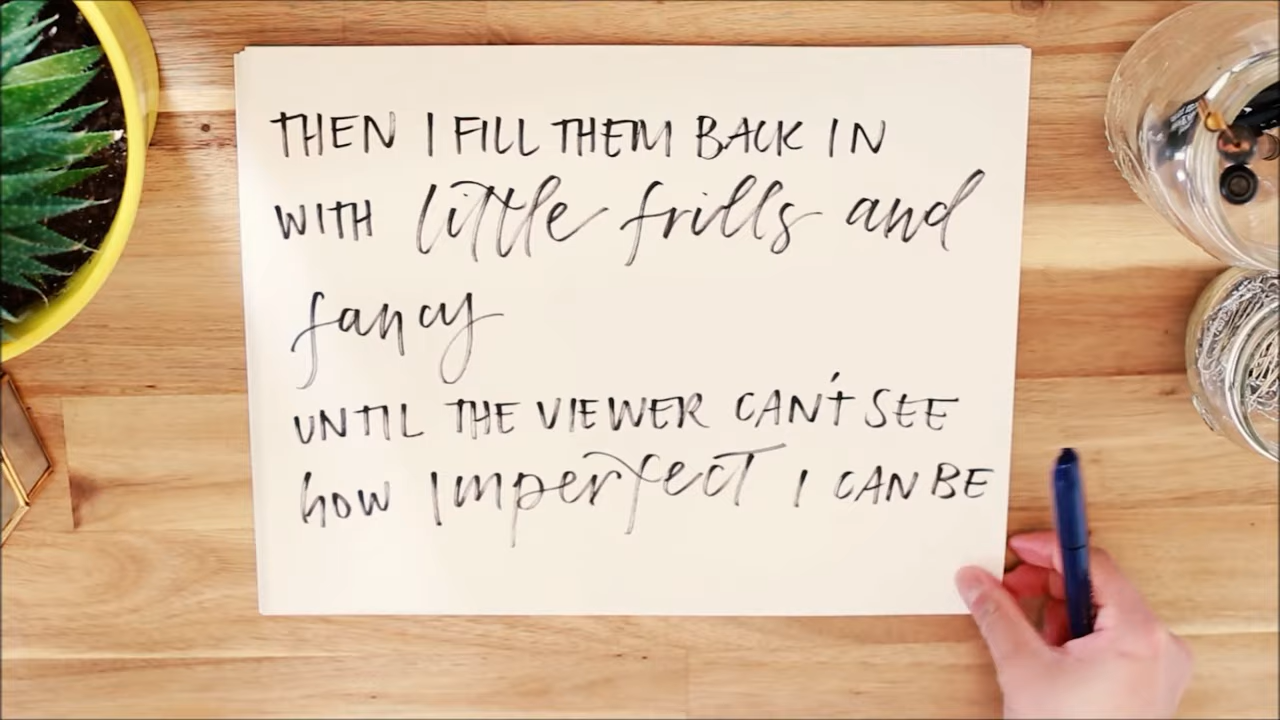 THEN I FILL THEM BACK IN
WITH little frills and
fancy
UNTIL THE VIEWER CAN'T SEE
how Imperfect I CAN BE